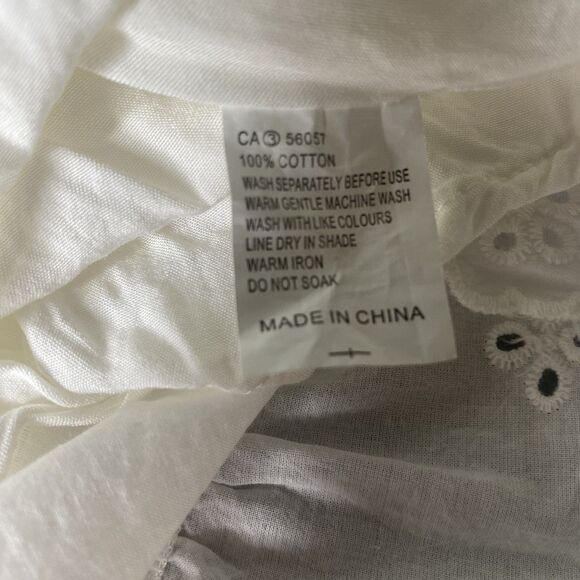 CA③ 56057
100% COTTON
WASH SEPARATELY BEFORE USE
WARM GENTLE MACHINE WASH
WASH WITH LIKE COLOURS
LINE DRY IN SHADE
WARM IRON
DO NOT SOAK
MADE IN CHINA